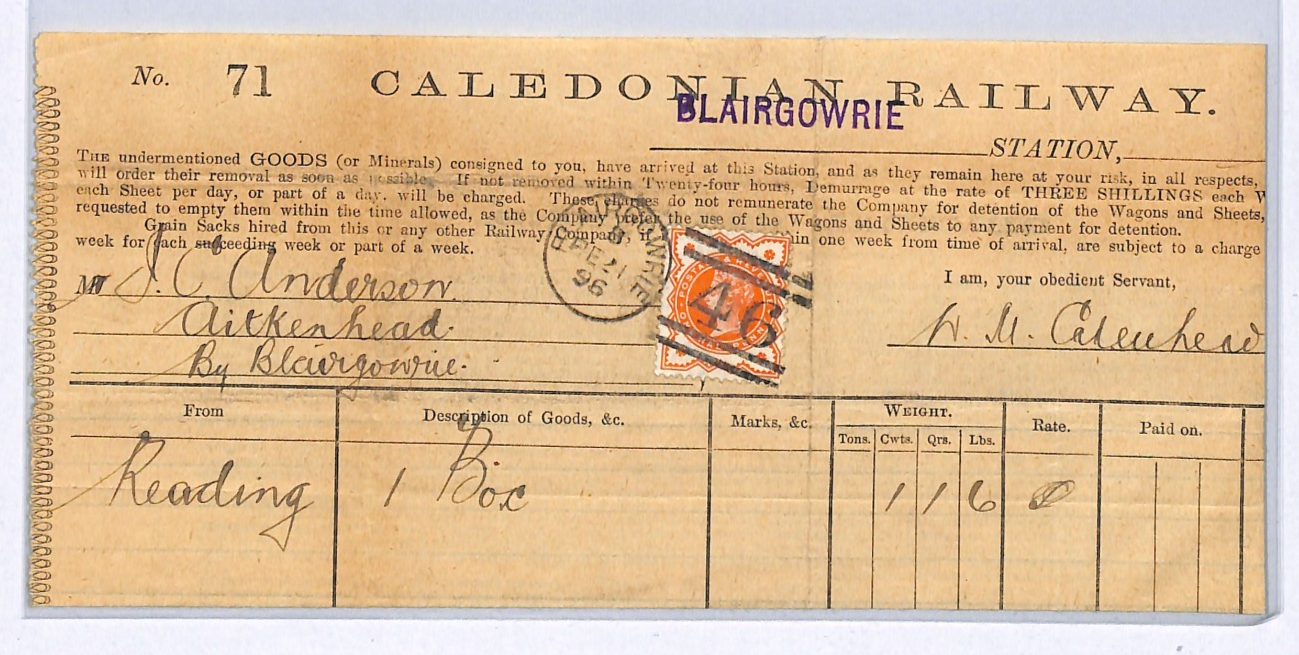 No. 71 CALEDONIAN RAILWAY.
BLAIRGOWRIE
STATION,
THE undermentioned GOODS (or Minerals) consigned to you, have arrived at this Station, and as they remain here at your risk, in all respects,
will order their removal as soon as possible. If not removed within Twenty-four hours, Demurrage at the rate of THREE SHILLINGS each W
each Sheet per day, or part of a day, will be charged. These charges do not remunerate the Company for detention of the Wagons and Sheets,
requested to empty them within the time allowed, as the Company prefer the use of the Wagons and Sheets to any payment for detention.
Grain Sacks hired from this or any other Railway Company, if within one week from time of arrival, are subject to a charge
week for each succeeding week or part of a week.
I am, your obedient Servant,
Mr J. C. Anderson
Aitkenhead
By Blairgowrie.
BLAIRGOWRIE
B
FE 21
96
46
POSTAGE
W. M. Cadenhead
From Description of Goods, &c. Marks, &c. WEIGHT. Rate. Paid on.
Tons. Cwts. Qrs. Lbs.
Reading 1 Box 1 1 6